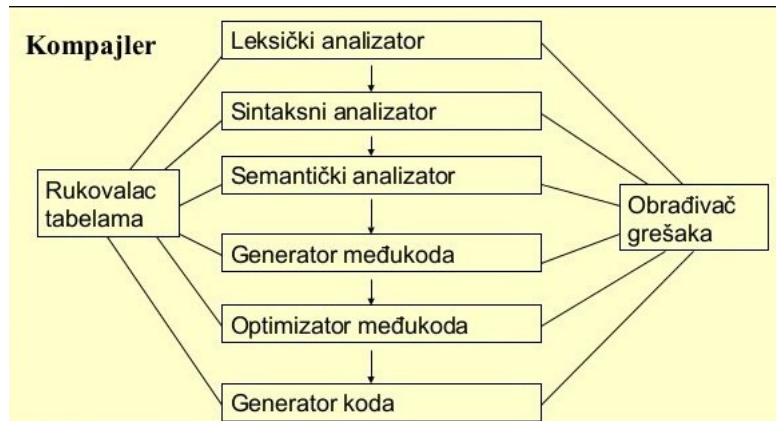 Kompajler
Leksički analizator
Sintaksni analizator
Semantički analizator
Rukovalac
tabelama
Obrađivač
grešaka
Generator međukoda
Optimizator međukoda
Generator koda